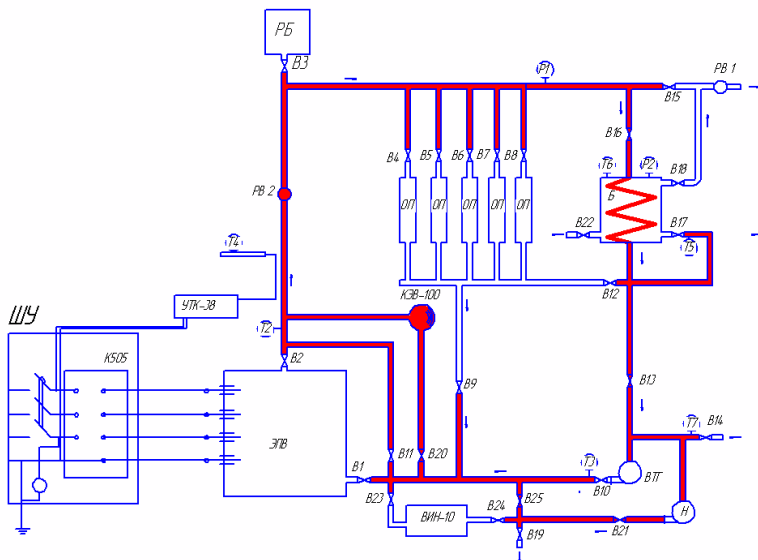 РБ
В3
Р1
РВ 1
В15
В16
В4
В5
В6
В7
В8
Т6
Р2
В18
РВ 2
ОП
ОП
ОП
ОП
ОП
Б
В22
В17
Т5
Т4
В12
УТК-38
КЭВ-100
ШУ
Т2
К505
В2
В9
В13
Т7
В14
ЭПВ
В11
В20
В1
Т3
В10
ВТГ
В23
В24
В25
ВИН-10
В19
В21
Н